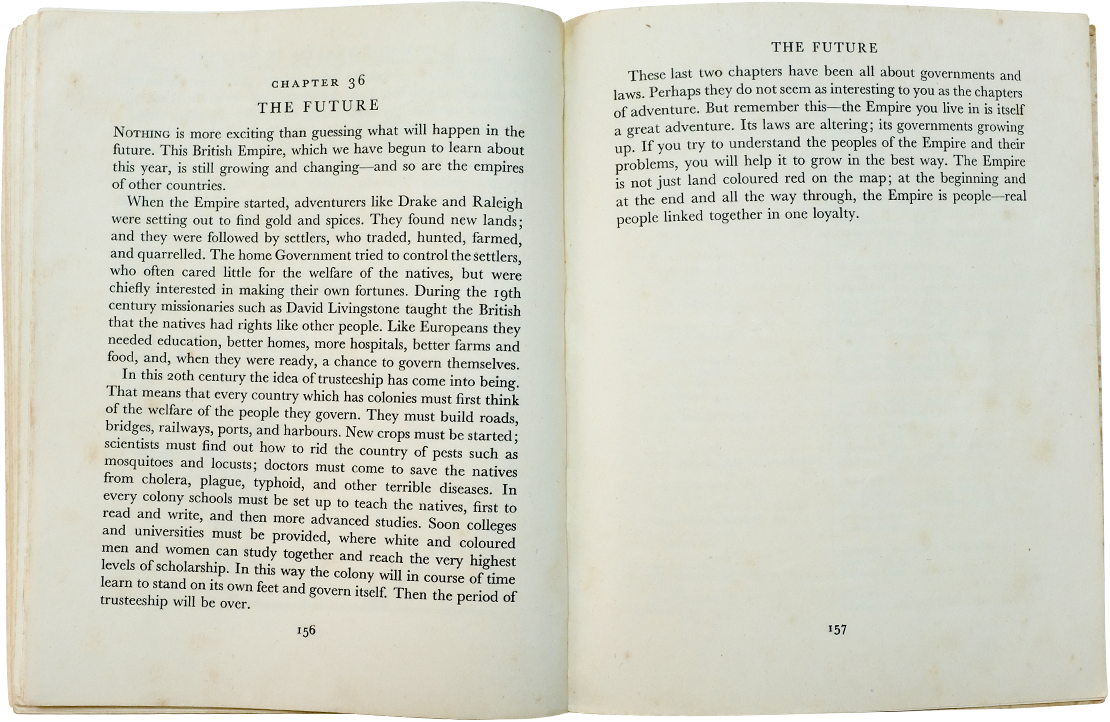 CHAPTER 36
THE FUTURE
NOTHING is more exciting than guessing what will happen in the
future. This British Empire, which we have begun to learn about
this year, is still growing and changing—and so are the empires
of other countries.
When the Empire started, adventurers like Drake and Raleigh
were setting out to find gold and spices. They found new lands;
and they were followed by settlers, who traded, hunted, farmed,
and quarrelled. The home Government tried to control the settlers,
who often cared little for the welfare of the natives, but were
chiefly interested in making their own fortunes. During the 19th
century missionaries such as David Livingstone taught the British
that the natives had rights like other people. Like Europeans they
needed education, better homes, more hospitals, better farms and
food, and, when they were ready, a chance to govern themselves.
In this 20th century the idea of trusteeship has come into being.
That means that every country which has colonies must first think
of the welfare of the people they govern. They must build roads,
bridges, railways, ports, and harbours. New crops must be started;
scientists must find out how to rid the country of pests such as
mosquitoes and locusts; doctors must come to save the natives
from cholera, plague, typhoid, and other terrible diseases. In
every colony schools must be set up to teach the natives, first to
read and write, and then more advanced studies. Soon colleges
and universities must be provided, where white and coloured
men and women can study together and reach the very highest
levels of scholarship. In this way the colony will in course of time
learn to stand on its own feet and govern itself. Then the period of
trusteeship will be over.
156
THE FUTURE
These last two chapters have been all about governments and
laws. Perhaps they do not seem as interesting to you as the chapters
of adventure. But remember this—the Empire you live in is itself
a great adventure. Its laws are altering; its governments growing
up. If you try to understand the peoples of the Empire and their
problems, you will help it to grow in the best way. The Empire
is not just land coloured red on the map; at the beginning and
at the end and all the way through, the Empire is people—real
people linked together in one loyalty.
157